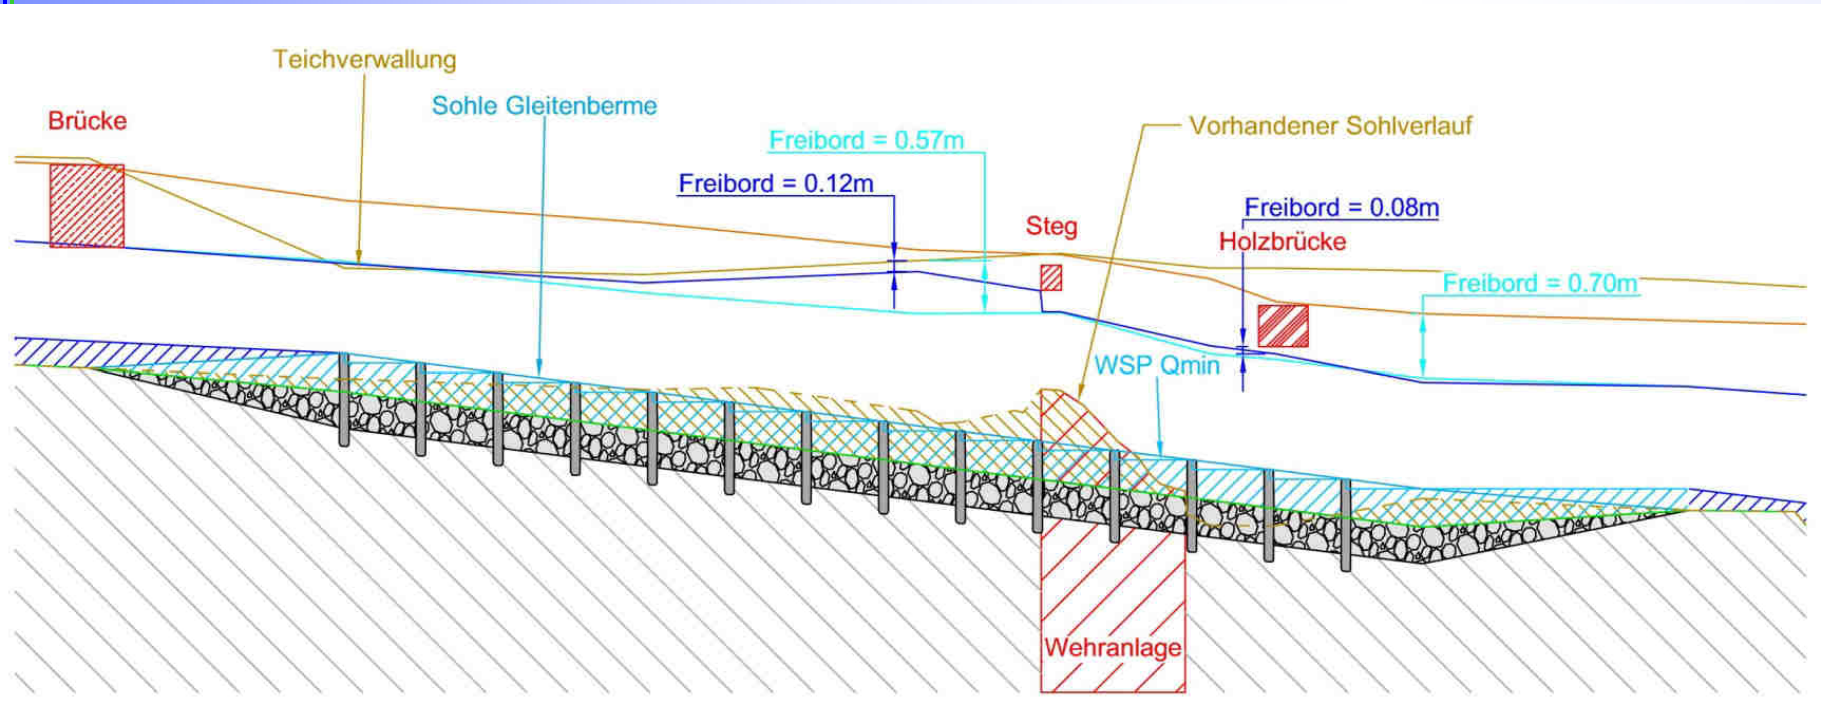 Teichverwallung
Sohle Gleitenberme
Brücke
Vorhandener Sohlverlauf
Freibord = 0.57m
Freibord = 0.12m
Freibord = 0.08m
Steg
Holzbrücke
Freibord = 0.70m
WSP Qmin
Wehranlage